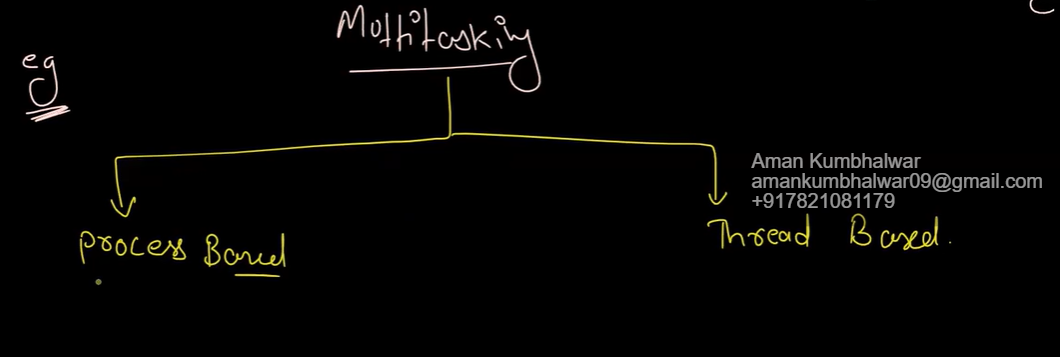 Multitasking
eg
Aman Kumbhalwar
amankumbhalwar09@gmail.com
+917821081179
Process Based
Thread Based.